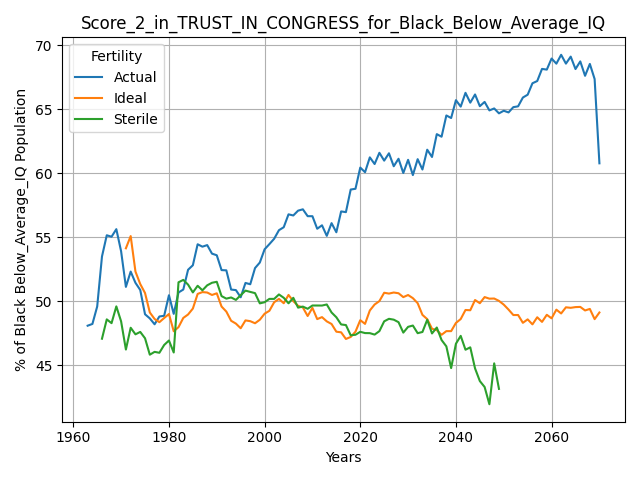 Score_2_in_TRUST_IN_CONGRESS_for_Black_Below_Average_IQ
% of Black Below_Average_IQ Population
70
65
60
55
50
45
Fertility
Actual
Ideal
Sterile
1960 1980 2000 2020 2040 2060
Years